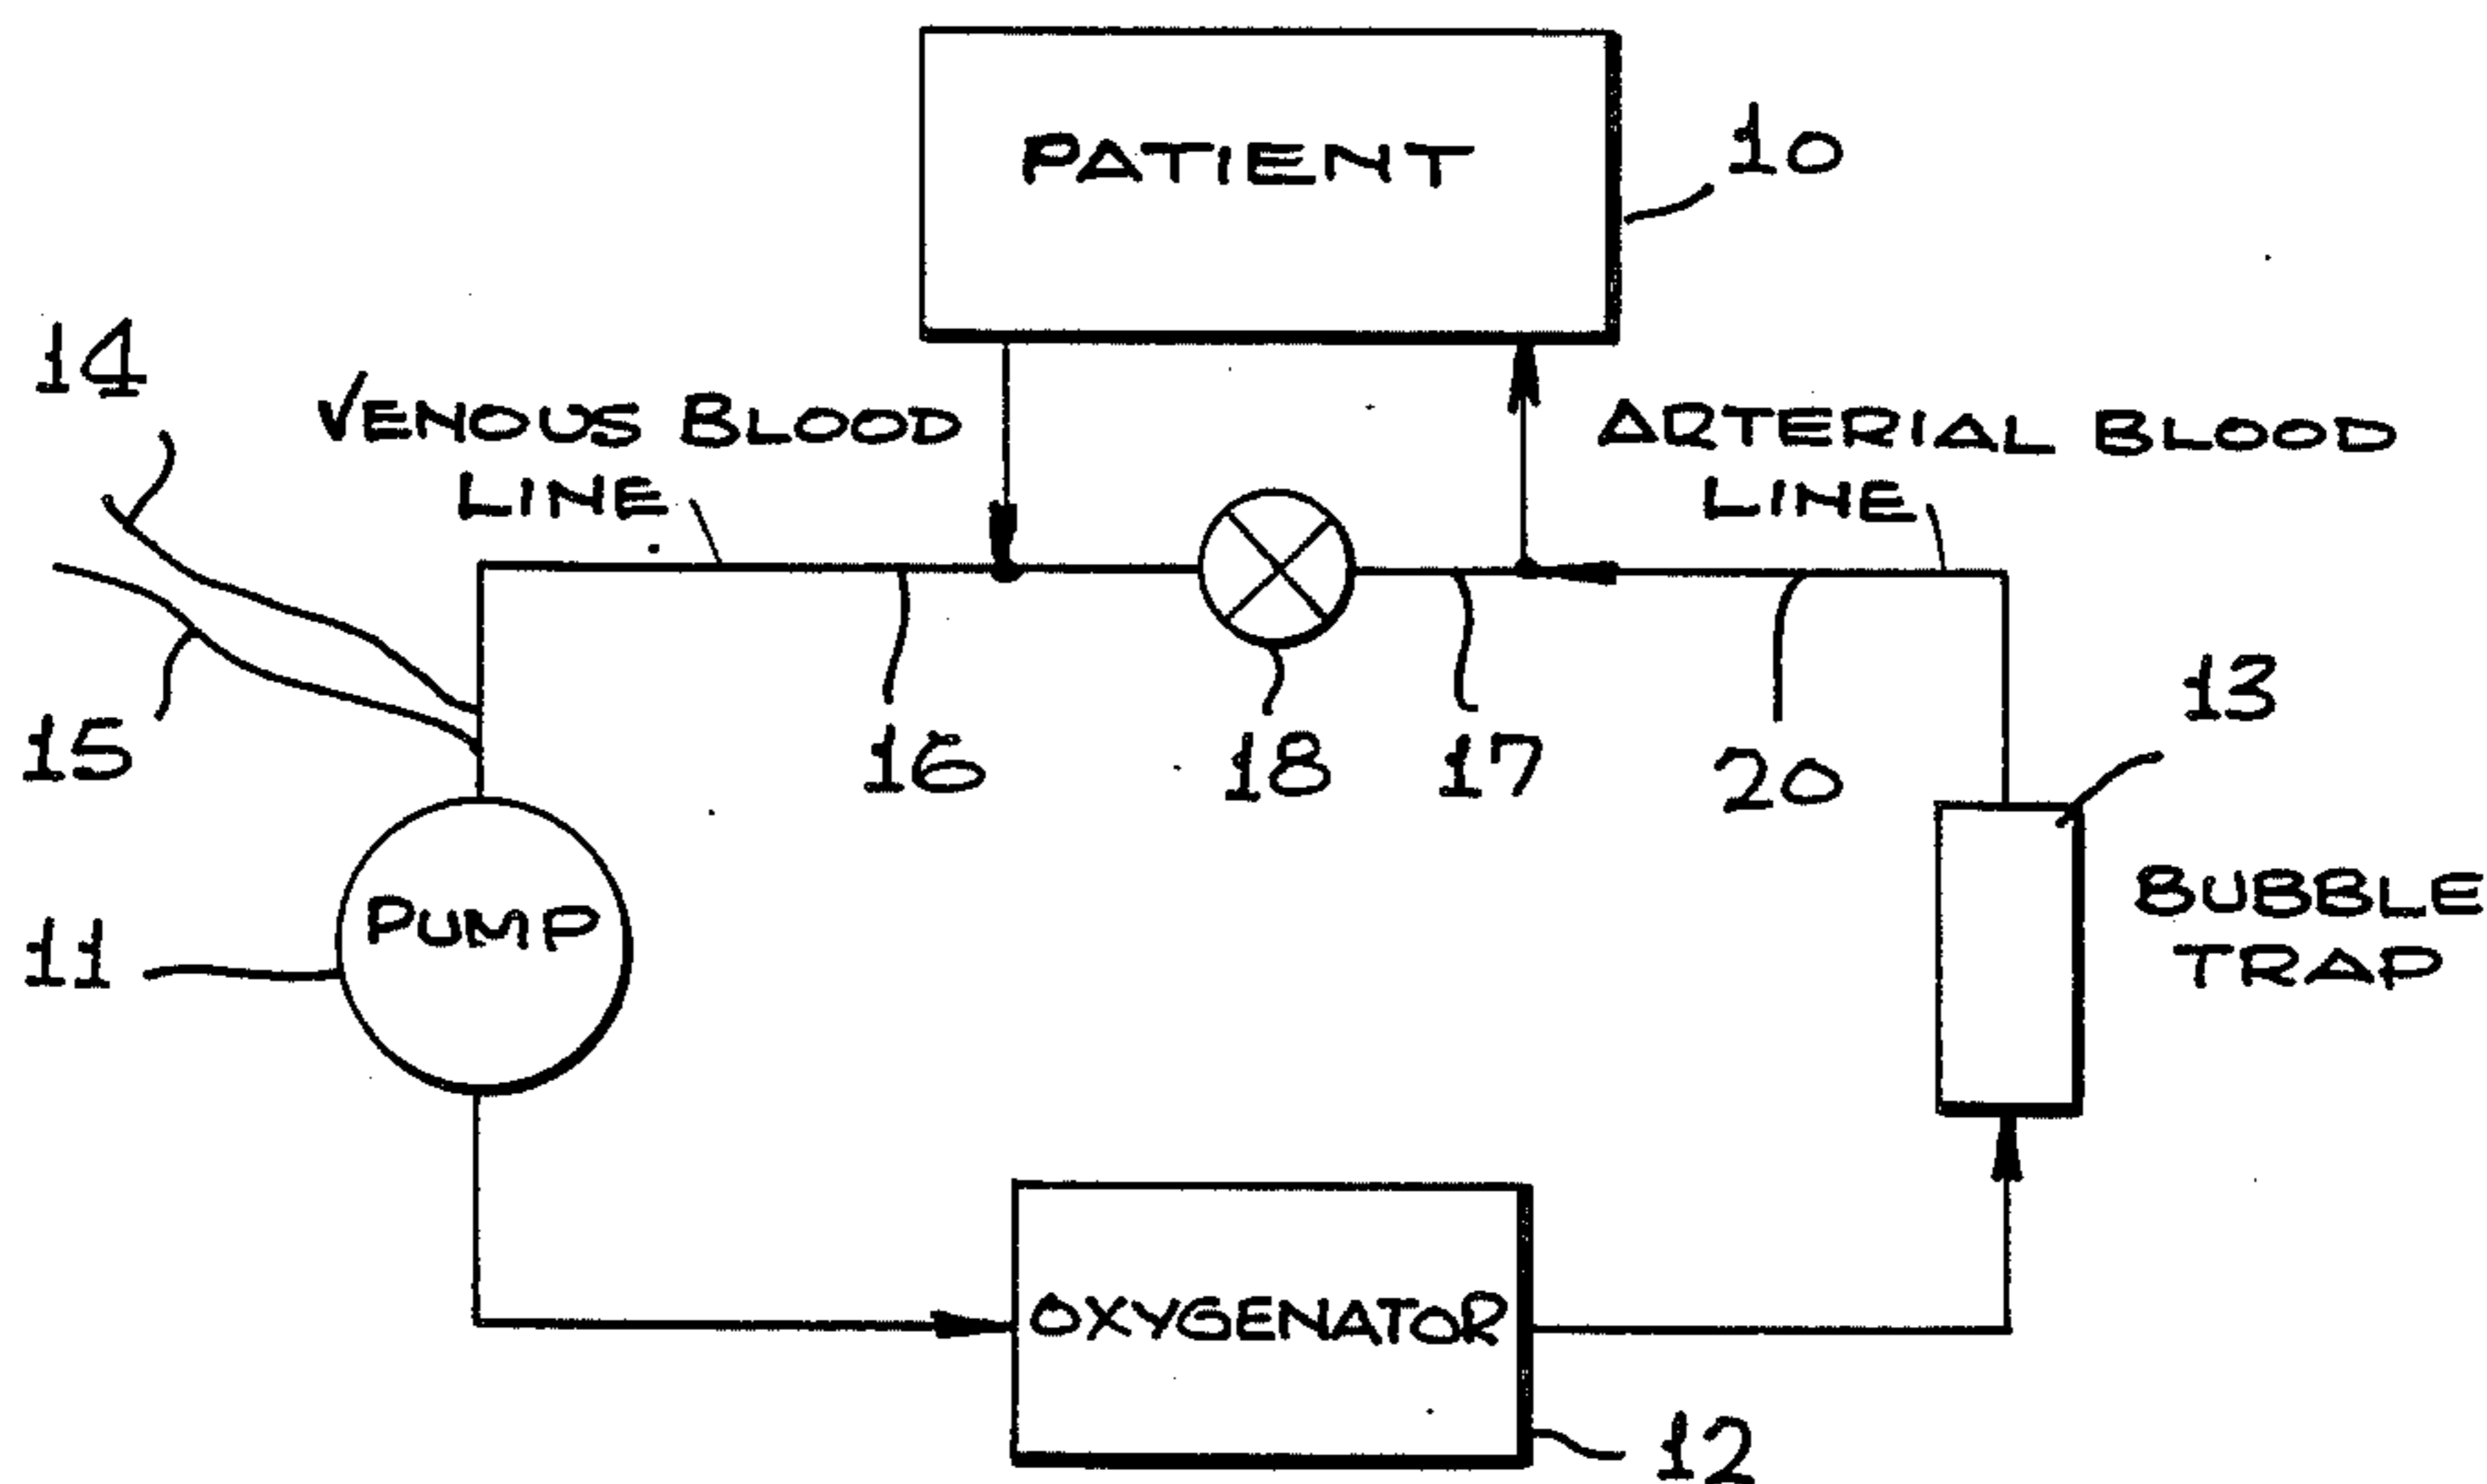 PATIENT
10
14
VENOUS BLOOD
LINE
ARTERIAL BLOOD
LINE
15
16
18
17
20
13
11
PUMP
BUBBLE
TRAP
OXYGENATOR
12